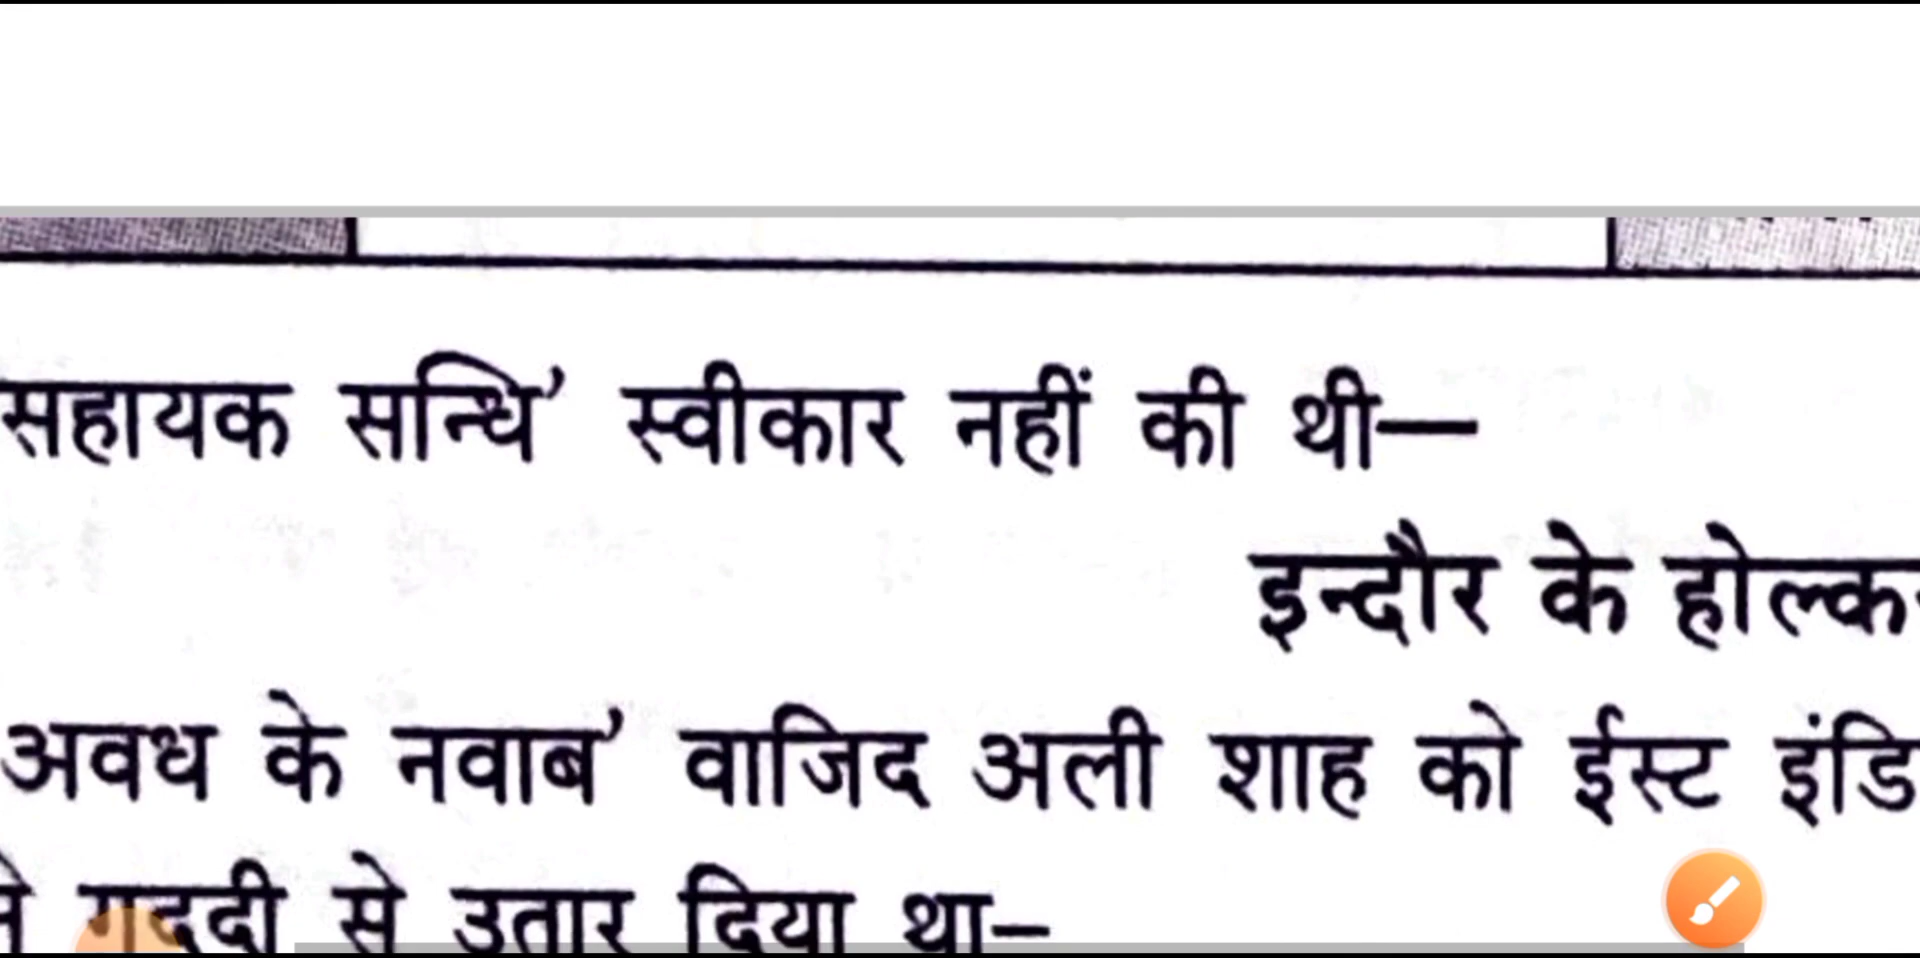 सहायक सन्धि’ स्वीकार नहीं की थी—
इन्दौर के होल्क
अवध के नवाब’ वाजिद अली शाह को ईस्ट इंडि
गद्दी से उतार दिया था—